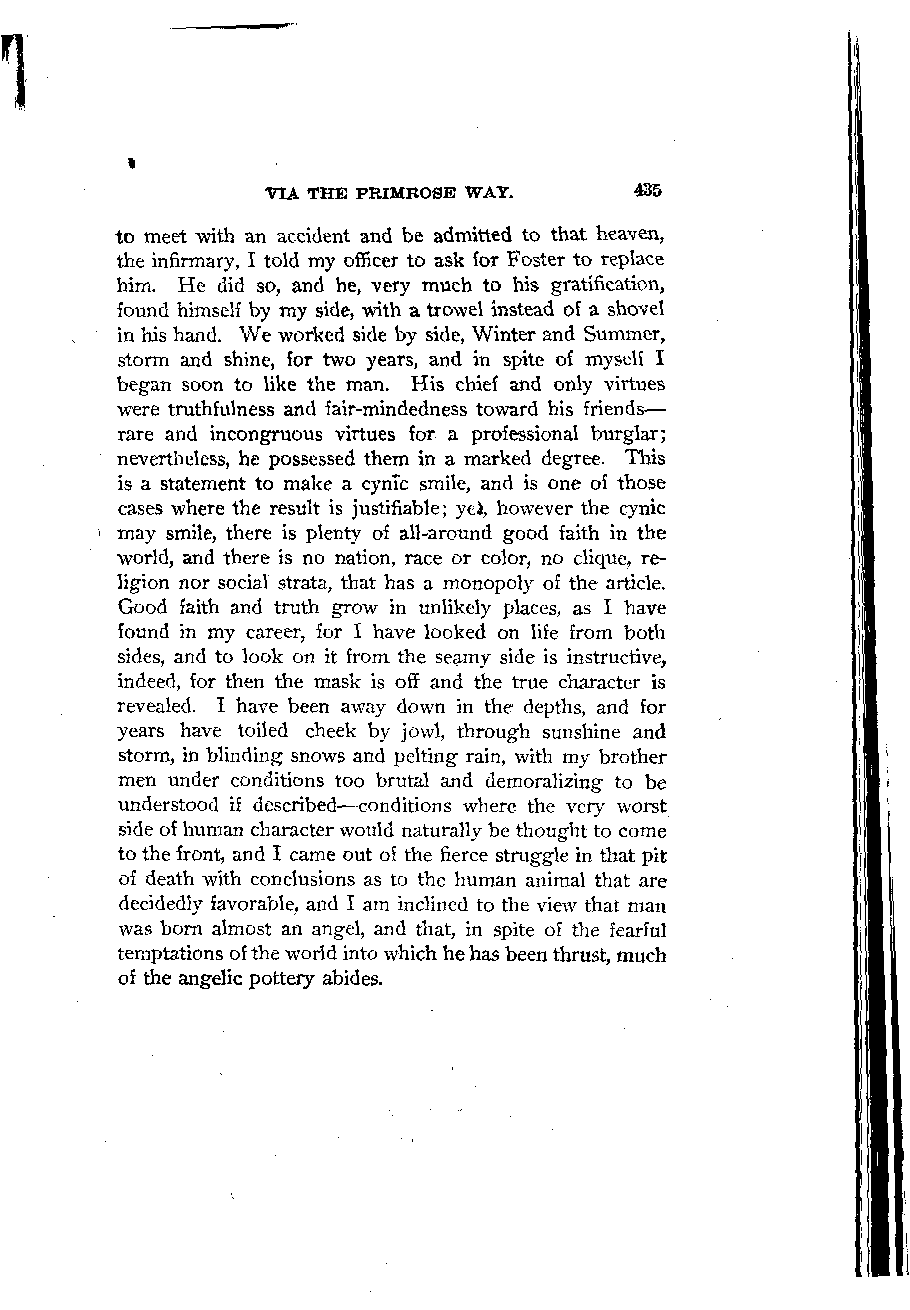 VIA THE PRIMROSE WAY. 435
to meet with an accident and be admitted to that heaven,
the infirmary, I told my officer to ask for Foster to replace
him. He did so, and he, very much to his gratification,
found himself by my side, with a trowel instead of a shovel
in his hand. We worked side by side, Winter and Summer,
storm and shine, for two years, and in spite of myself I
began soon to like the man. His chief and only virtues
were truthfulness and fair-mindedness toward his friends—
rare and incongruous virtues for a professional burglar;
nevertheless, he possessed them in a marked degree. This
is a statement to make a cynic smile, and is one of those
cases where the result is justifiable; yet, however the cynic
may smile, there is plenty of all-around good faith in the
world, and there is no nation, race or color, no clique, re-
ligion nor social strata, that has a monopoly of the article.
Good faith and truth grow in unlikely places, as I have
found in my career, for I have looked on life from both
sides, and to look on it from the seamy side is instructive,
indeed, for then the mask is off and the true character is
revealed. I have been away down in the depths, and for
years have toiled cheek by jowl, through sunshine and
storm, in blinding snows and pelting rain, with my brother
men under conditions too brutal and demoralizing to be
understood if described—conditions where the very worst
side of human character would naturally be thought to come
to the front, and I came out of the fierce struggle in that pit
of death with conclusions as to the human animal that are
decidedly favorable, and I am inclined to the view that man
was born almost an angel, and that, in spite of the fearful
temptations of the world into which he has been thrust, much
of the angelic pottery abides.